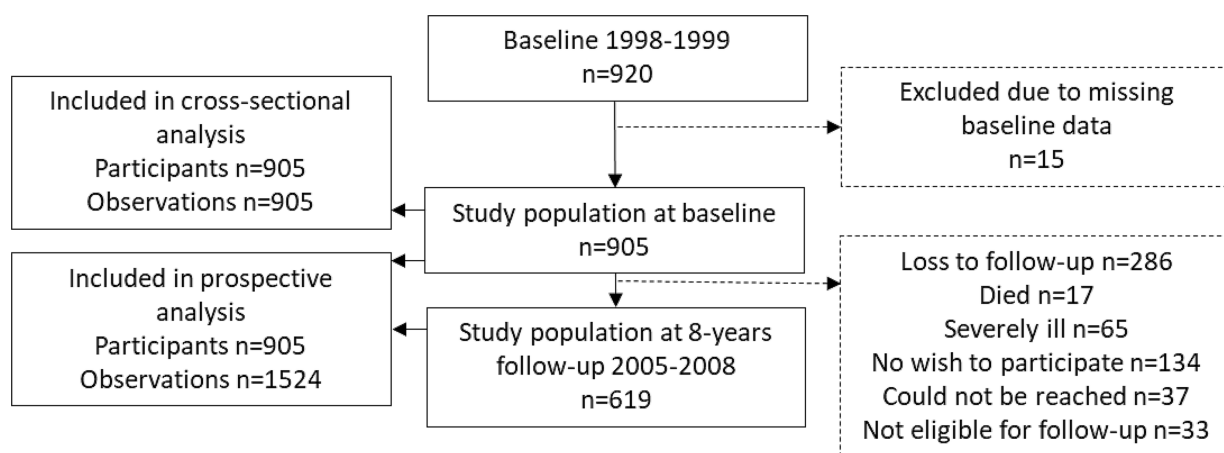 Baseline 1998-1999
n=920
Excluded due to missing
baseline data
n=15
Included in cross-sectional
analysis
Participants n=905
Observations n=905
Study population at baseline
n=905
Included in prospective
analysis
Participants n=905
Observations n=1524
Study population at 8-years
follow-up 2005-2008
n=619
Loss to follow-up n=286
Died n=17
Severely ill n=65
No wish to participate n=134
Could not be reached n=37
Not eligible for follow-up n=33